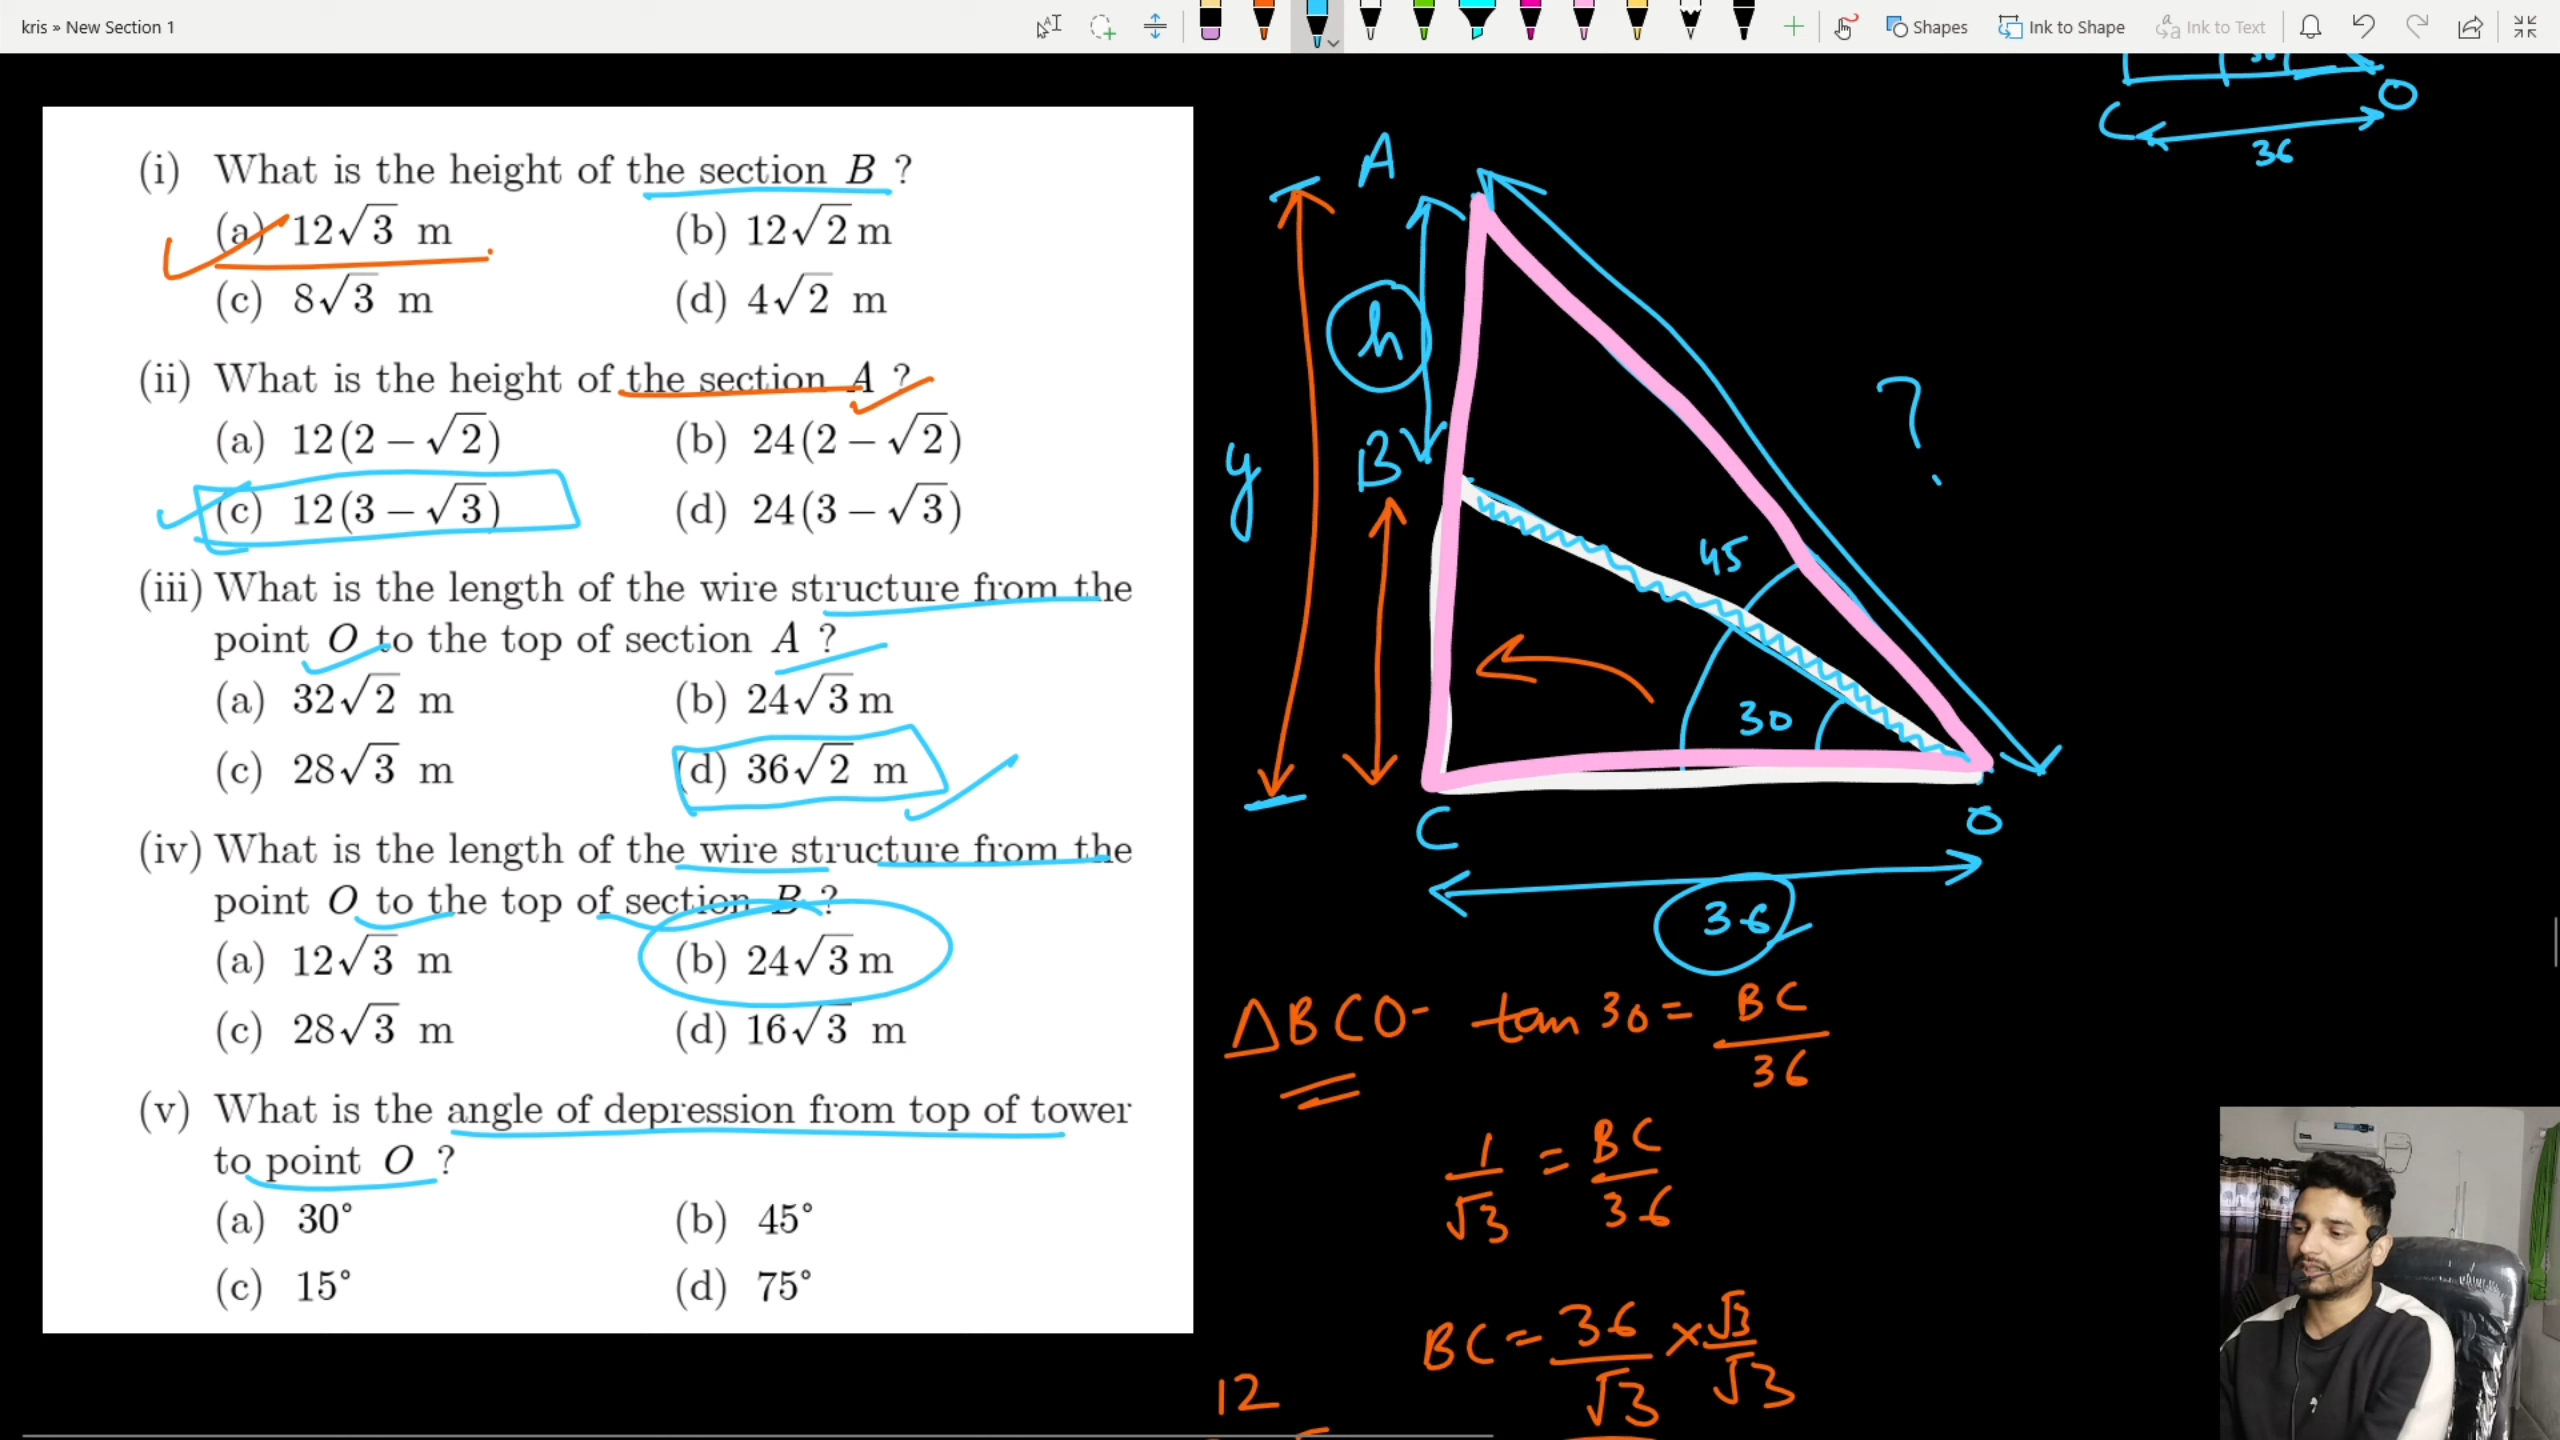 kris » New Section 1
Shapes
Ink to Shape
Ink to Text
(i) What is the height of the section B ?
(a) 12√3 m (b) 12√2 m
(c) 8√3 m (d) 4√2 m
(ii) What is the height of the section A ?
(a) 12(2 − √2) (b) 24(2 − √2)
(c) 12(3 − √3) (d) 24(3 − √3)
(iii) What is the length of the wire structure from the
point O to the top of section A ?
(a) 32√2 m (b) 24√3 m
(c) 28√3 m (d) 36√2 m
(iv) What is the length of the wire structure from the
point O to the top of section B ?
(a) 12√3 m (b) 24√3 m
(c) 28√3 m (d) 16√3 m
(v) What is the angle of depression from top of tower
to point O ?
(a) 30° (b) 45°
(c) 15° (d) 75°
C O
36
A
h
?
y B
45
30
C O
36
△BCO- tan 30 = BC/36
1/√3 = BC/36
BC = 36/√3 × √3/√3
12